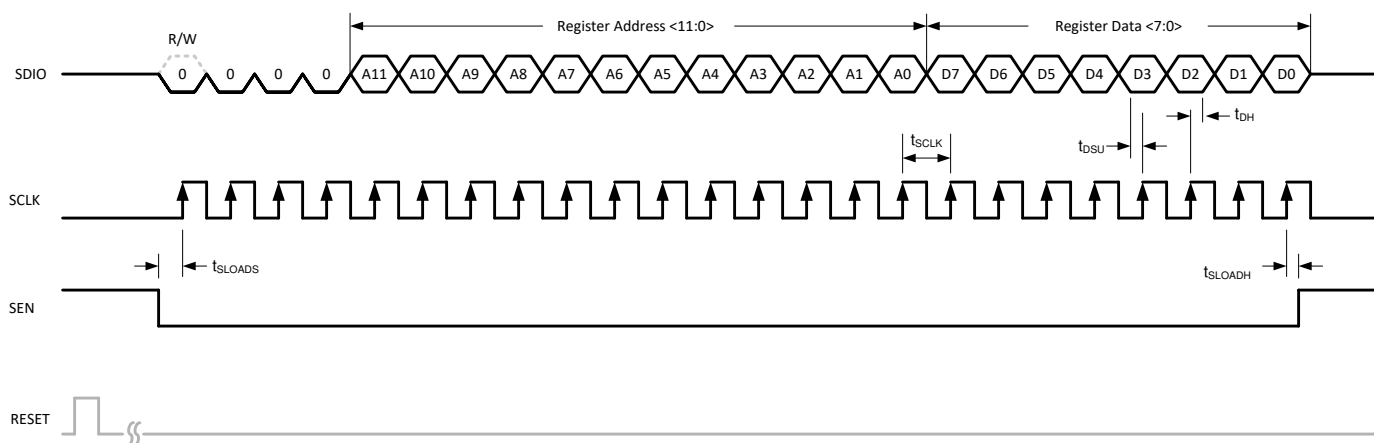 Register Address <11:0>
Register Data <7:0>
R/W
SDIO
0 0 0 0 A11 A10 A9 A8 A7 A6 A5 A4 A3 A2 A1 A0 D7 D6 D5 D4 D3 D2 D1 D0
tDH
tSCLK
tDSU
SCLK
tSLOADS
tSLOADH
SEN
RESET